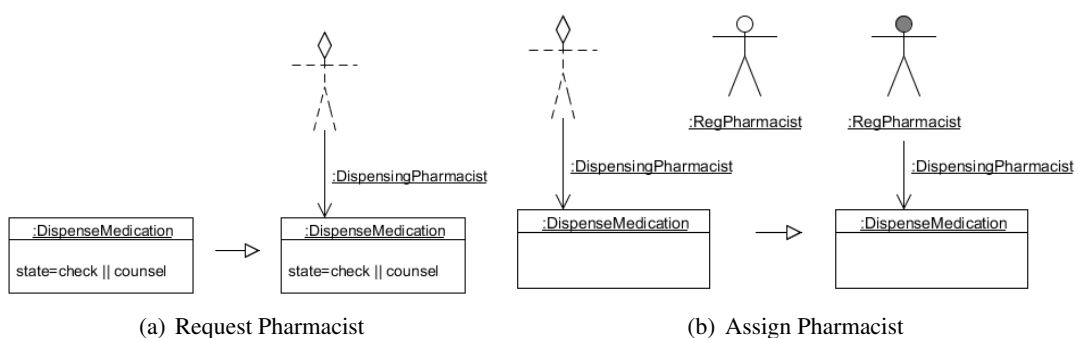 :DispenseMedication
state=check || counsel
:DispensingPharmacist
:DispenseMedication
state=check || counsel
(a) Request Pharmacist
:DispensingPharmacist
:DispenseMedication
:RegPharmacist
:RegPharmacist
:DispensingPharmacist
:DispenseMedication
(b) Assign Pharmacist